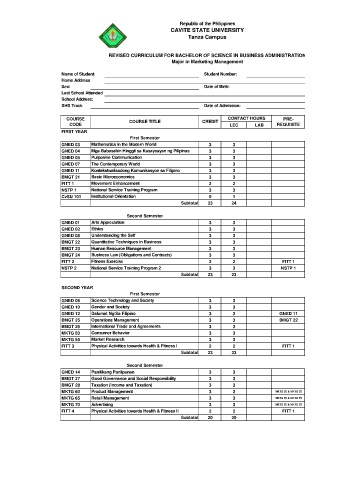 Republic of the Philippines
CAVITE STATE UNIVERSITY
Tanza Campus
REVISED CURRICULUM FOR BACHELOR OF SCIENCE IN BUSINESS ADMINISTRATION
Major in Marketing Management
Name of Student: Student Number:
Home Address
Sex: Date of Birth:
Last School Attended
School Address:
SHS Track Date of Admission:
COURSE CODE COURSE TITLE CREDIT CONTACT HOURS LEC LAB PRE-REQUISITE
FIRST YEAR
First Semester
GNED 03 Mathematics in the Modern World 3 3
GNED 04 Mga Babasahin Hinggil sa Kasaysayan ng Pilipinas 3 3
GNED 05 Purposive Communication 3 3
GNED 07 The Contemporary World 3 3
GNED 11 Kontekstwalisadong Komunikasyon sa Filipino 3 3
BMGT 21 Basic Microeconomics 3 3
FITT 1 Movement Enhancement 2 2
NSTP 1 National Service Training Program 3 3
CvSU 101 Institutional Orientation 0 1
Subtotal 23 24
Second Semester
GNED 01 Arts Appreciation 3 3
GNED 02 Ethics 3 3
GNED 08 Understanding the Self 3 3
BMGT 22 Quantitative Techniques in Business 3 3
BMGT 23 Human Resource Management 3 3
BMGT 24 Business Law (Obligations and Contracts) 3 3
FITT 2 Fitness Exercise 2 2 FITT 1
NSTP 2 National Service Training Program 2 3 3 NSTP 1
Subtotal 23 23
SECOND YEAR
First Semester
GNED 06 Science Technology and Society 3 3
GNED 10 Gender and Society 3 3
GNED 12 Dalumat Ng/Sa Filipino 3 3 GNED 11
BMGT 25 Operations Management 3 3 BMGT 22
BMGT 26 International Trade and Agreements 3 3
MKTG 50 Consumer Behavior 3 3
MKTG 55 Market Research 3 3
FITT 3 Physical Activities towards Health & Fitness I 2 2 FITT 1
Subtotal 23 23
Second Semester
GNED 14 Panitikang Panlipunan 3 3
BMGT 27 Good Governance and Social Responsibility 3 3
BMGT 28 Taxation (Income and Taxation) 3 3
MKTG 60 Product Management 3 3
MKTG 65 Retail Management 3 3
MKTG 70 Advertising 3 3
FITT 4 Physical Activities towards Health & Fitness II 2 2 FITT 1
Subtotal 20 20